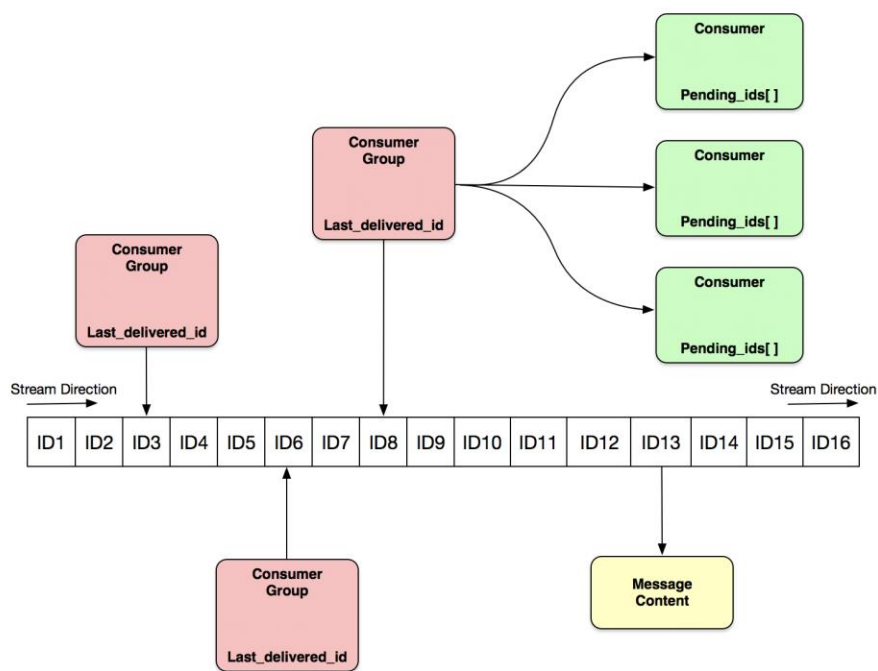 Consumer
Pending_ids[ ]
Consumer
Group
Last_delivered_id
Consumer
Pending_ids[ ]
Consumer
Group
Last_delivered_id
Consumer
Pending_ids[ ]
Stream Direction
Stream Direction
ID1 ID2 ID3 ID4 ID5 ID6 ID7 ID8 ID9 ID10 ID11 ID12 ID13 ID14 ID15 ID16
Consumer
Group
Last_delivered_id
Message
Content